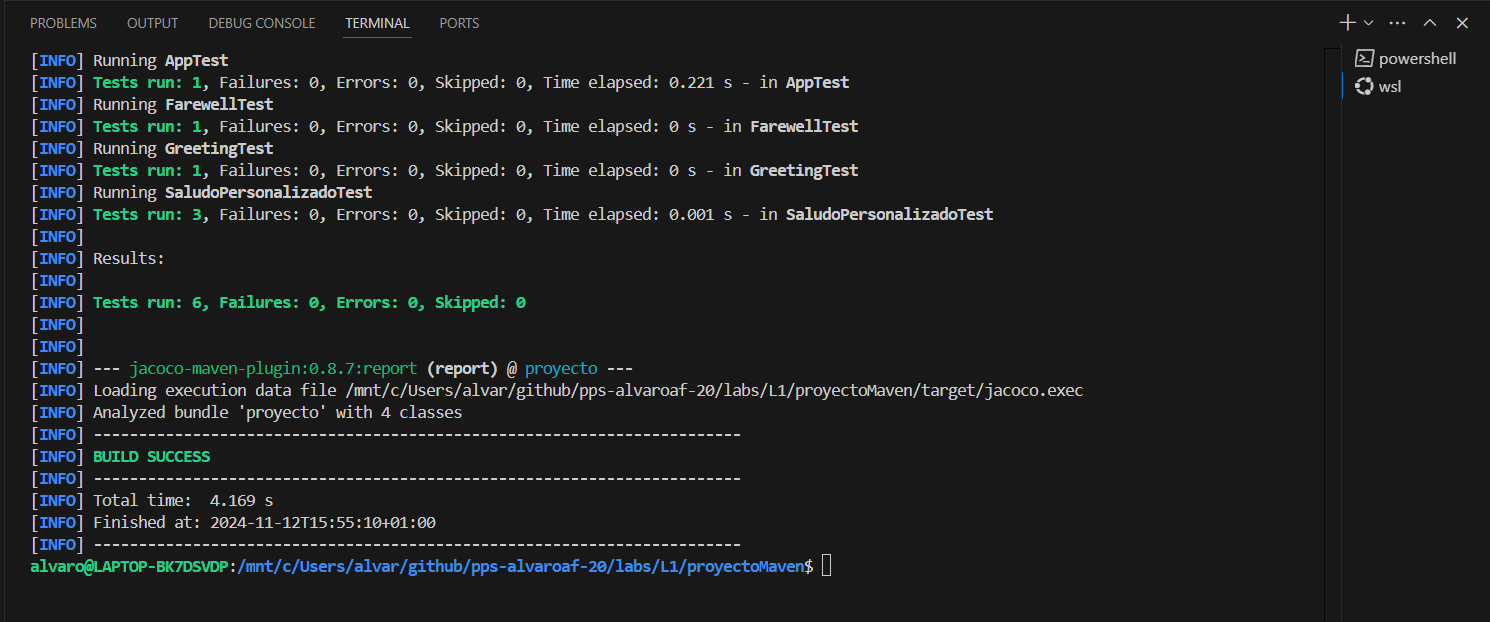 PROBLEMS OUTPUT DEBUG CONSOLE TERMINAL PORTS
[INFO] Running AppTest
[INFO] Tests run: 1, Failures: 0, Errors: 0, Skipped: 0, Time elapsed: 0.221 s - in AppTest
[INFO] Running FarewellTest
[INFO] Tests run: 1, Failures: 0, Errors: 0, Skipped: 0, Time elapsed: 0 s - in FarewellTest
[INFO] Running GreetingTest
[INFO] Tests run: 1, Failures: 0, Errors: 0, Skipped: 0, Time elapsed: 0 s - in GreetingTest
[INFO] Running SaludoPersonalizadoTest
[INFO] Tests run: 3, Failures: 0, Errors: 0, Skipped: 0, Time elapsed: 0.001 s - in SaludoPersonalizadoTest
[INFO]
[INFO] Results:
[INFO]
[INFO] Tests run: 6, Failures: 0, Errors: 0, Skipped: 0
[INFO]
[INFO]
[INFO] --- jacoco-maven-plugin:0.8.7:report (report) @ proyecto ---
[INFO] Loading execution data file /mnt/c/Users/alvar/github/pps-alvaroaf-20/labs/L1/proyectoMaven/target/jacoco.exec
[INFO] Analyzed bundle 'proyecto' with 4 classes
[INFO] ------------------------------------------------------------------------
[INFO] BUILD SUCCESS
[INFO] ------------------------------------------------------------------------
[INFO] Total time:  4.169 s
[INFO] Finished at: 2024-11-12T15:55:10+01:00
[INFO] ------------------------------------------------------------------------
alvaro@LAPTOP-BK7DSVDP:/mnt/c/Users/alvar/github/pps-alvaroaf-20/labs/L1/proyectoMaven$
powershell
wsl